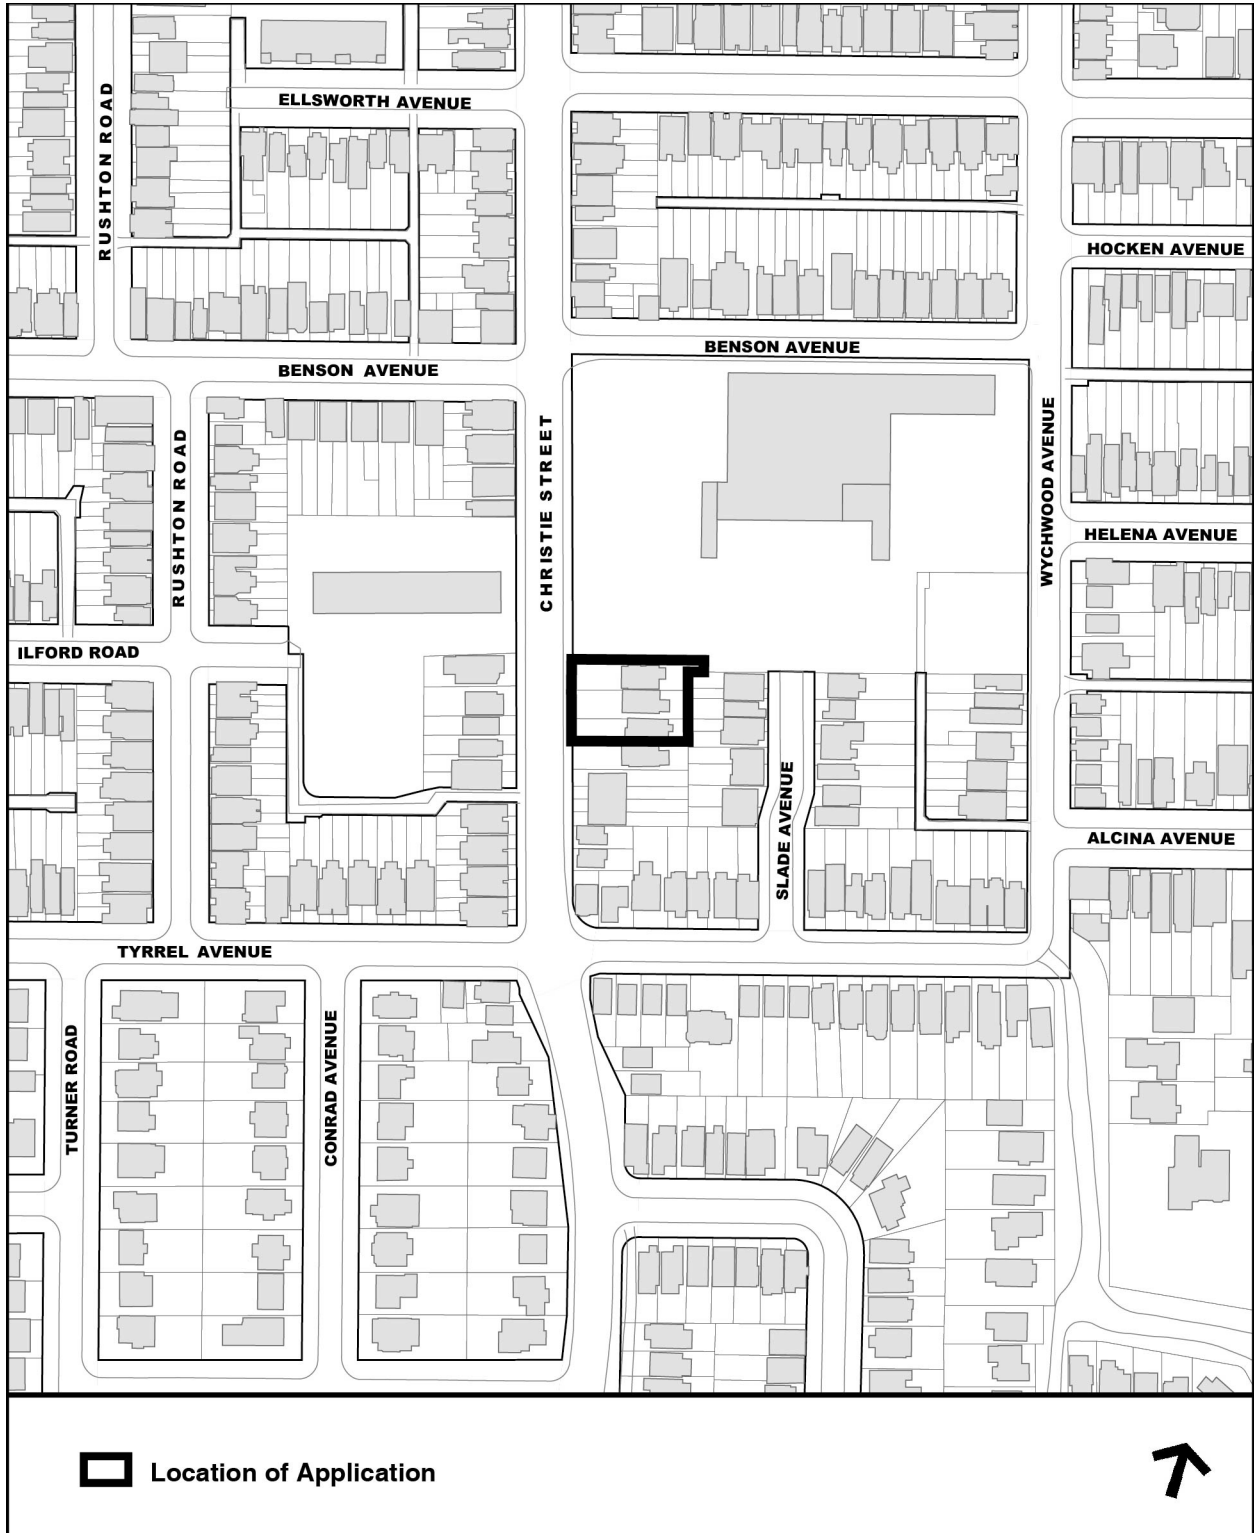 ELLSWORTH AVENUE
RUSHTON ROAD
HOCKEN AVENUE
BENSON AVENUE
BENSON AVENUE
CHRISTIE STREET
WYCHWOOD AVENUE
RUSHTON ROAD
HELENA AVENUE
ILFORD ROAD
SLADE AVENUE
ALCINA AVENUE
TYRREL AVENUE
TURNER ROAD
CONRAD AVENUE
Location of Application